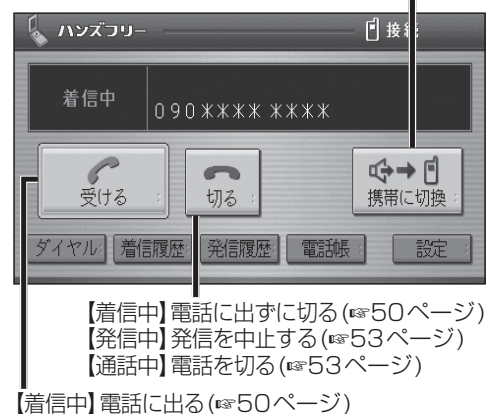 ハンズフリー 接続
着信中 090＊＊＊＊ ＊＊＊＊
受ける 切る 携帯に切換
ダイヤル 着信履歴 発信履歴 電話帳 設定
【着信中】電話に出ずに切る(☞50ページ)
【発信中】発信を中止する(☞53ページ)
【通話中】電話を切る(☞53ページ)
【着信中】電話に出る(☞50ページ)